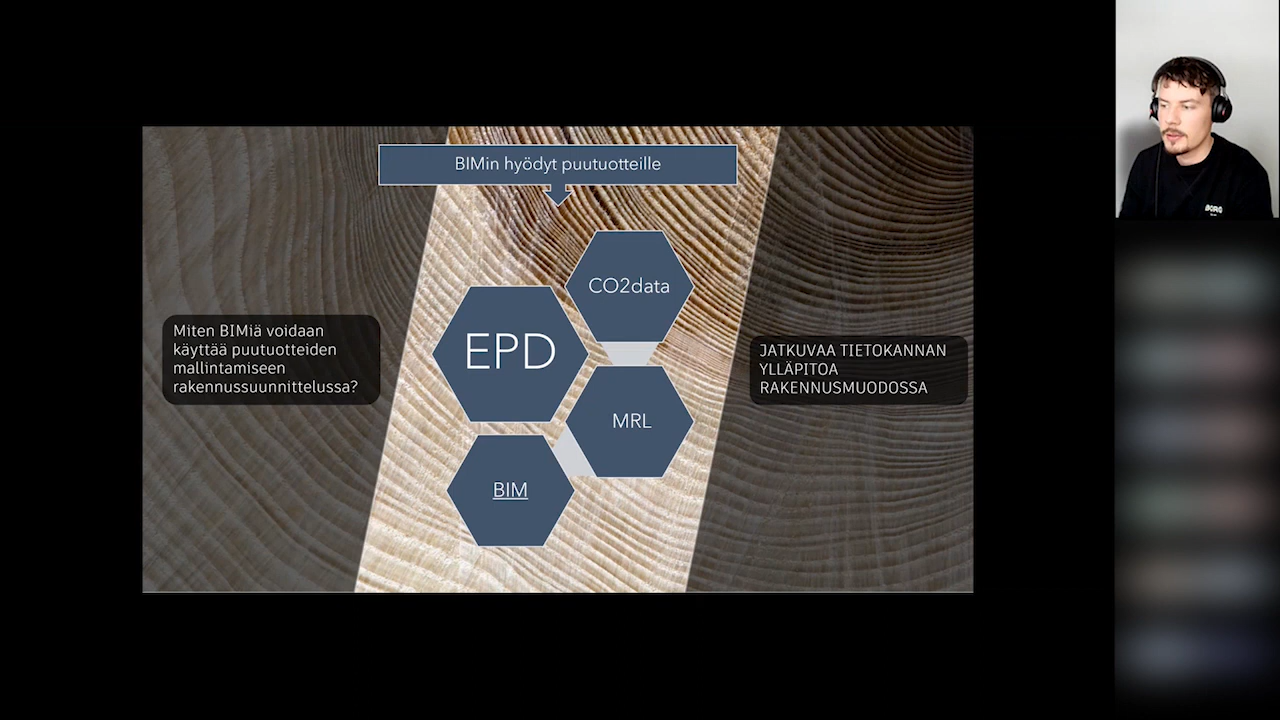 BIMin hyödyt puutuotteille
CO2data
EPD
Miten BIMiä voidaan
käyttää puutuotteiden
mallintamiseen
rakennussuunnittelussa?
JATKUVAA TIETOKANNAN
YLLÄPITOA
RAKENNUSMUODOSSA
MRL
BIM